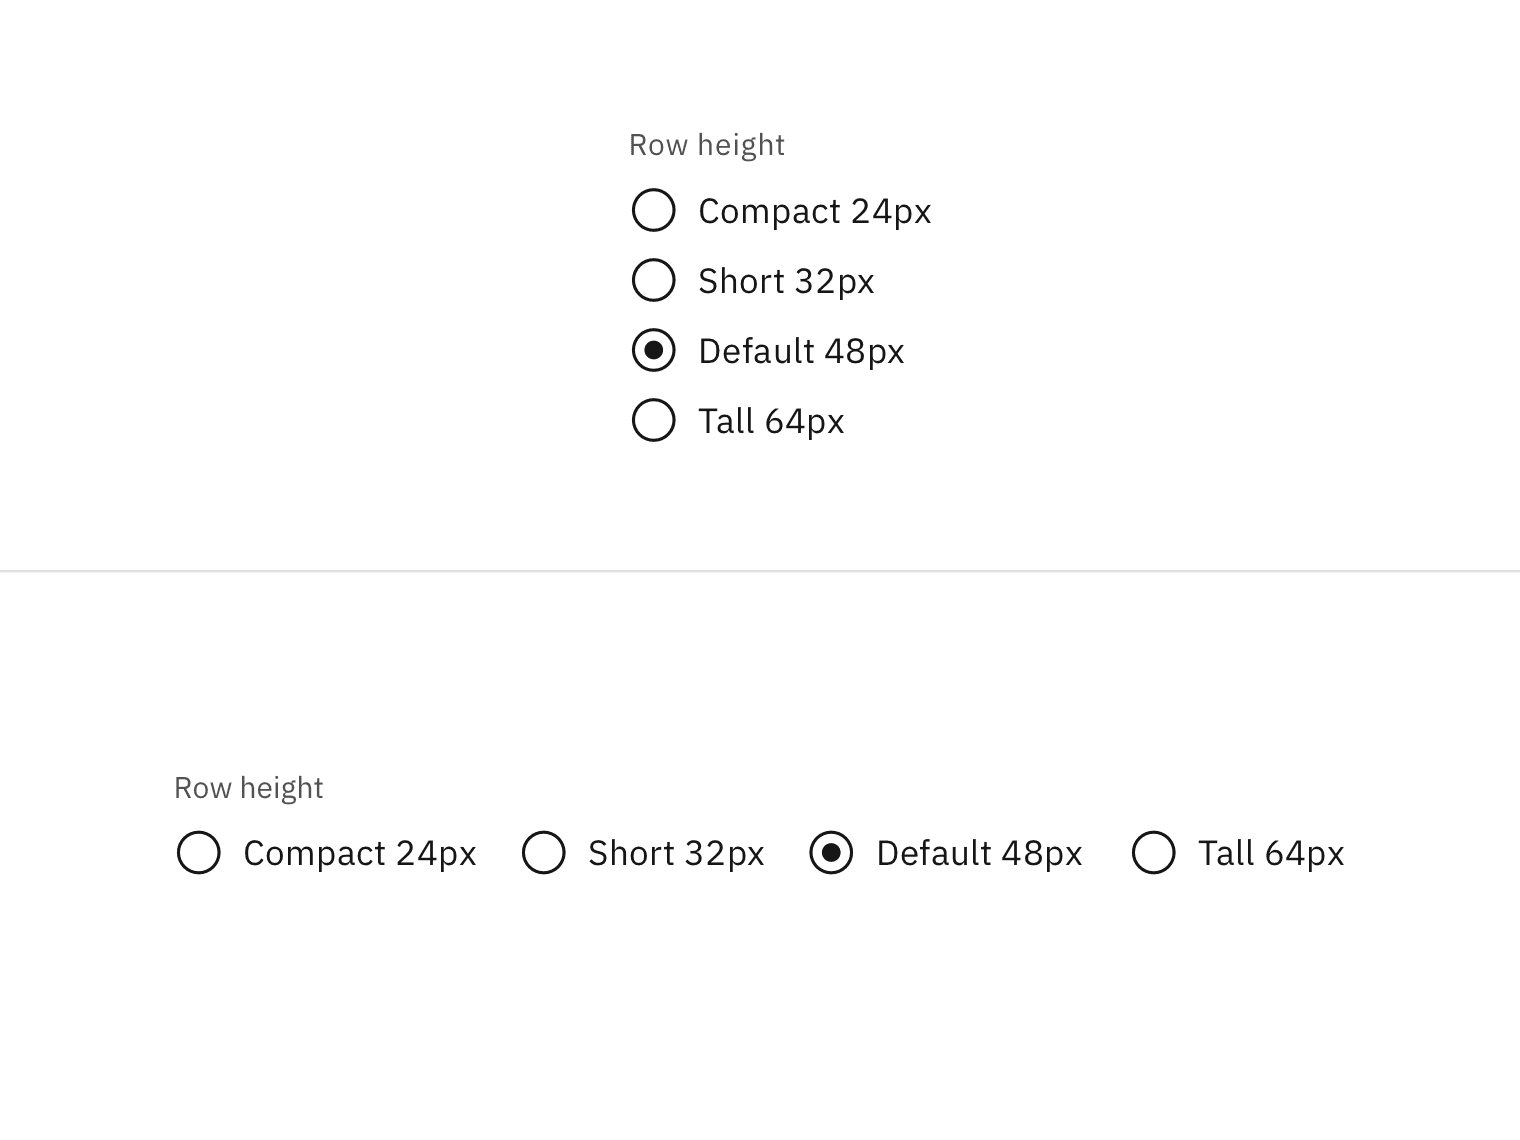 Row height
Compact 24px
Short 32px
Default 48px
Tall 64px
Row height
Compact 24px Short 32px Default 48px Tall 64px